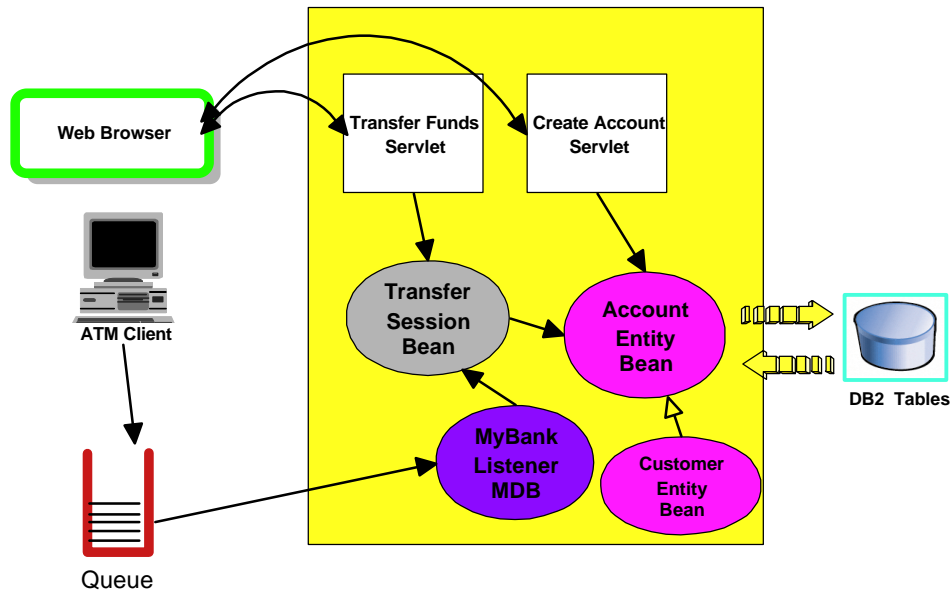 Web Browser
Transfer Funds
Servlet
Create Account
Servlet
ATM Client
Transfer
Session
Bean
Account
Entity
Bean
DB2 Tables
MyBank
Listener
MDB
Customer
Entity
Bean
Queue